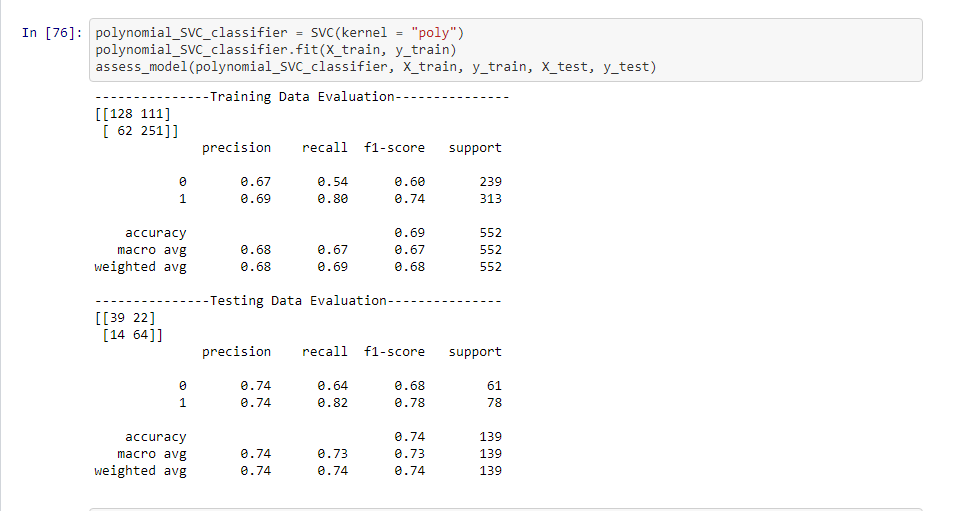 In [76]: polynomial_SVC_classifier = SVC(kernel = "poly")
polynomial_SVC_classifier.fit(X_train, y_train)
assess_model(polynomial_SVC_classifier, X_train, y_train, X_test, y_test)
---------------Training Data Evaluation---------------
[[128 111]
[ 62 251]]
precision recall f1-score support
0 0.67 0.54 0.60 239
1 0.69 0.80 0.74 313
accuracy 0.69 552
macro avg 0.68 0.67 0.67 552
weighted avg 0.68 0.69 0.68 552
---------------Testing Data Evaluation---------------
[[39 22]
[14 64]]
precision recall f1-score support
0 0.74 0.64 0.68 61
1 0.74 0.82 0.78 78
accuracy 0.74 139
macro avg 0.74 0.73 0.73 139
weighted avg 0.74 0.74 0.74 139